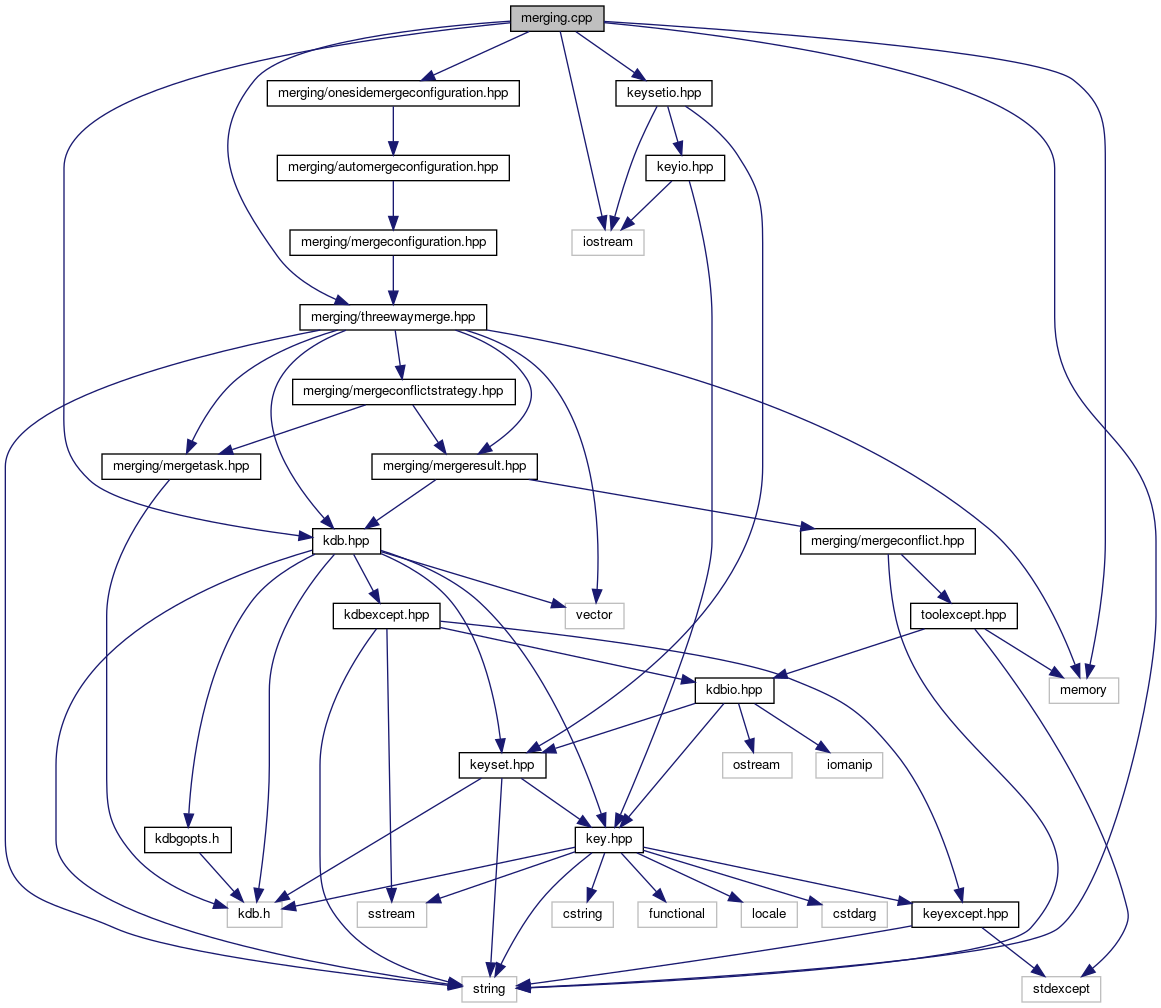 merging.cpp
merging/onesidemergeconfiguration.hpp
keysetio.hpp
merging/automergeconfiguration.hpp
keyio.hpp
merging/mergeconfiguration.hpp
iostream
merging/threewaymerge.hpp
merging/mergeconflictstrategy.hpp
merging/mergetask.hpp
merging/mergeresult.hpp
kdb.hpp
merging/mergeconflict.hpp
kdbexcept.hpp
vector
toolexcept.hpp
kdbio.hpp
memory
keyset.hpp
ostream
iomanip
kdbgopts.h
key.hpp
kdb.h
sstream
cstring
functional
locale
cstdarg
keyexcept.hpp
string
stdexcept